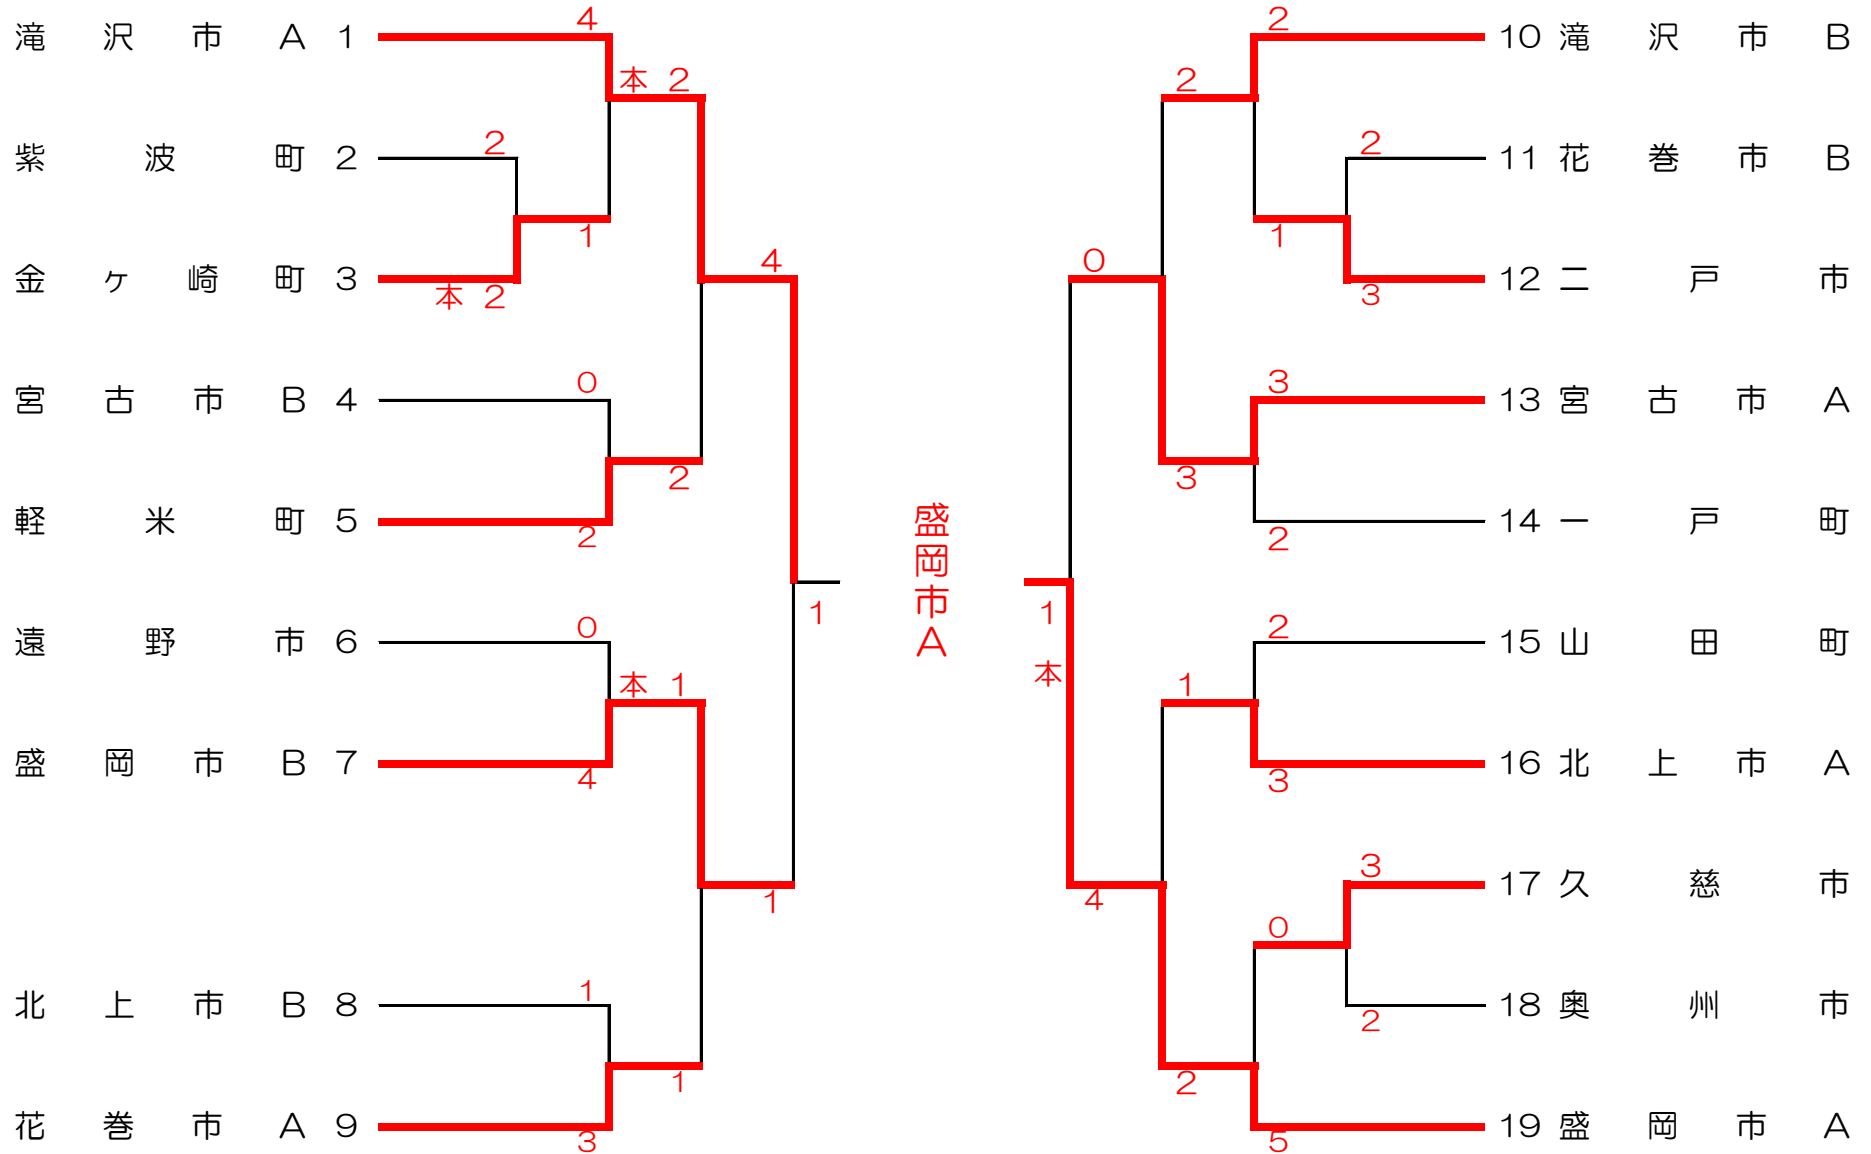 滝沢市A 1
4
本 2
紫波町 2
2
1
金ヶ崎町 3
本 2
4
宮古市B 4
0
2
軽米町 5
2
1
遠野市 6
0
本 1
盛岡市B 7
4
1
北上市B 8
1
1
花巻市A 9
3
盛岡市A
2
10 滝沢市B
2
2
11 花巻市B
1
0
12 二戸市
3
3
13 宮古市A
3
14 一戸町
2
1
本
2
15 山田町
1
16 北上市A
3
3
17 久慈市
4
0
18 奥州市
2
2
19 盛岡市A
5